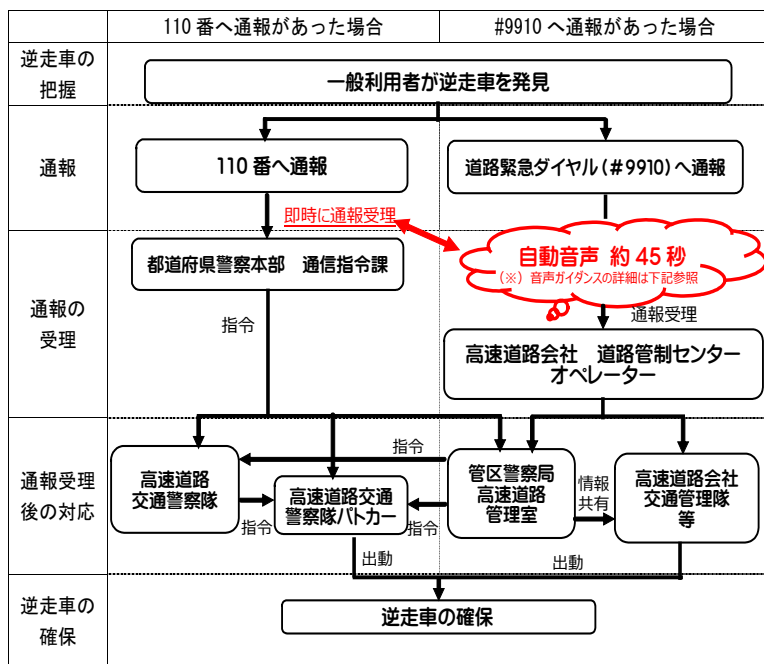 110 番へ通報があった場合
#9910 へ通報があった場合
逆走車の
把握
一般利用者が逆走車を発見
通報
110 番へ通報
道路緊急ダイヤル(#9910)へ通報
通報の
受理
即時に通報受理
自動音声 約 45 秒
(※) 音声ガイダンスの詳細は下記参照
都道府県警察本部 通信指令課
指令
通報受理
高速道路会社 道路管制センター
オペレーター
通報受理
後の対応
高速道路
交通警察隊
指令
指令
高速道路交通
警察隊パトカー
指令
管区警察局
高速道路
管理室
情報
共有
高速道路会社
交通管理隊
等
出動
出動
逆走車の
確保
逆走車の確保